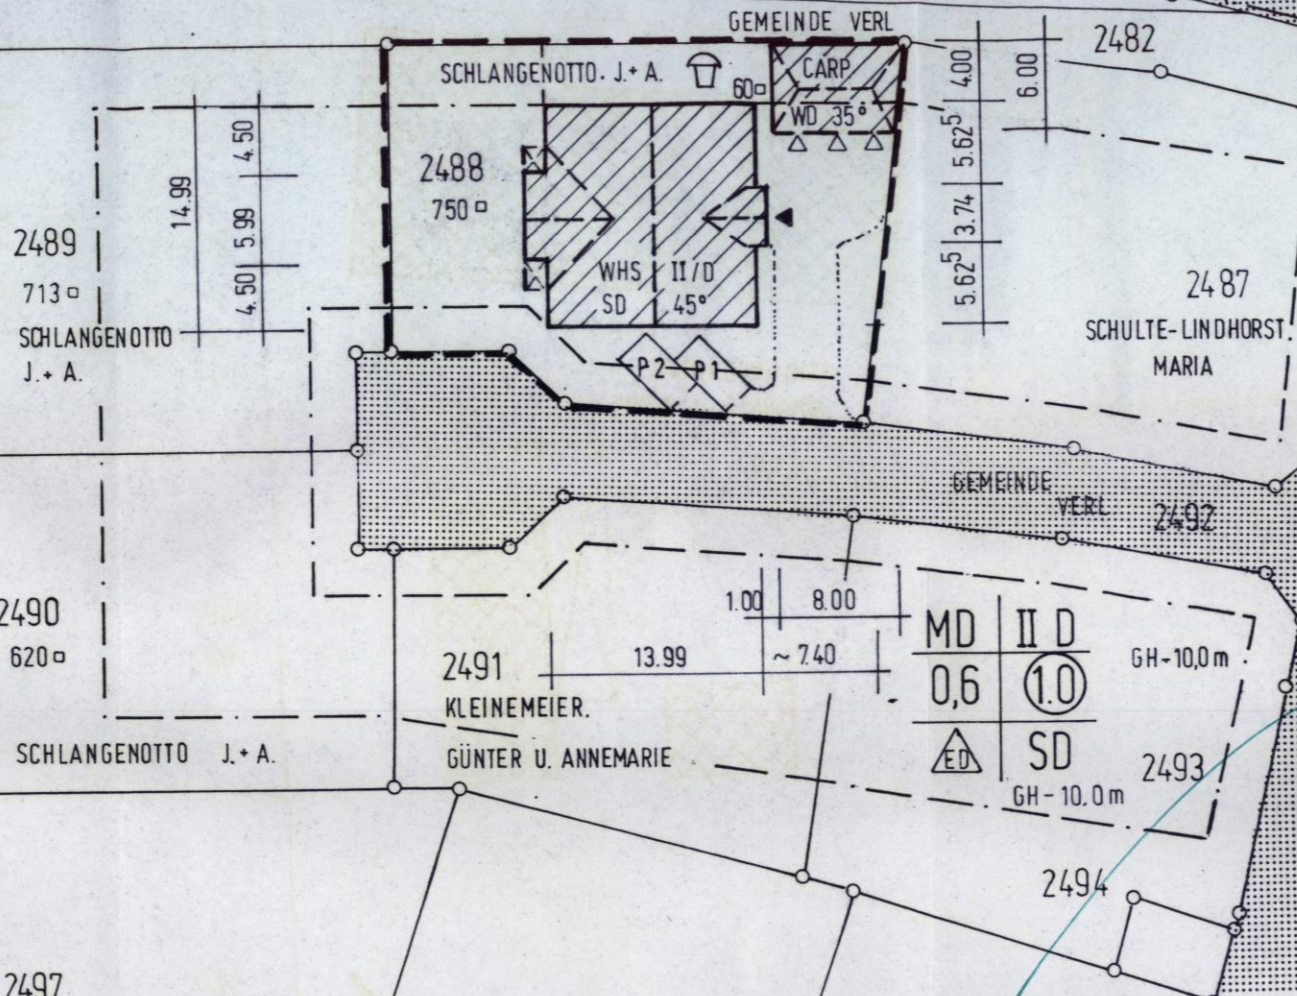 GEMEINDE VERL
SCHLANGENOTTO. J.+ A.
60□
CARP.
WD 35°
2482
4.00
6.00
5.62⁵
3.74
5.62⁵
4.50
5.99
4.50
14.99
2488
750□
2489
713□
SCHLANGENOTTO
J.+ A.
WHS II/D
SD 45°
P2
P1
2487
SCHULTE-LINDHORST.
MARIA
GEMEINDE
VERL
2492
2490
620□
1.00
8.00
13.99
~7.40
2491
KLEINEMEIER.
GÜNTER U. ANNEMARIE
SCHLANGENOTTO J.+ A.
MD II D
0,6 1.0
ED SD
GH-10,0m
GH-10.0m
2493
2494
2497